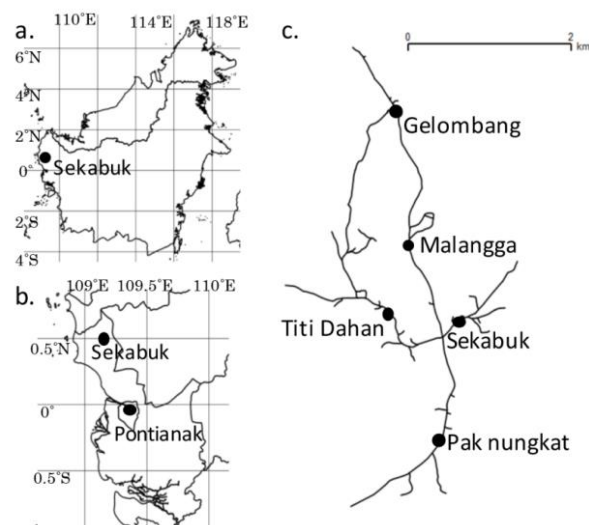 a.
110°E
114°E
118°E
6°N
4°N
2°N
0°
2°S
4°S
Sekabuk
b.
109°E
109.5°E
110°E
0.5°N
0°
0.5°S
Sekabuk
Pontianak
c.
0
2
km
Gelombang
Malangga
Titi Dahan
Sekabuk
Pak nungkat